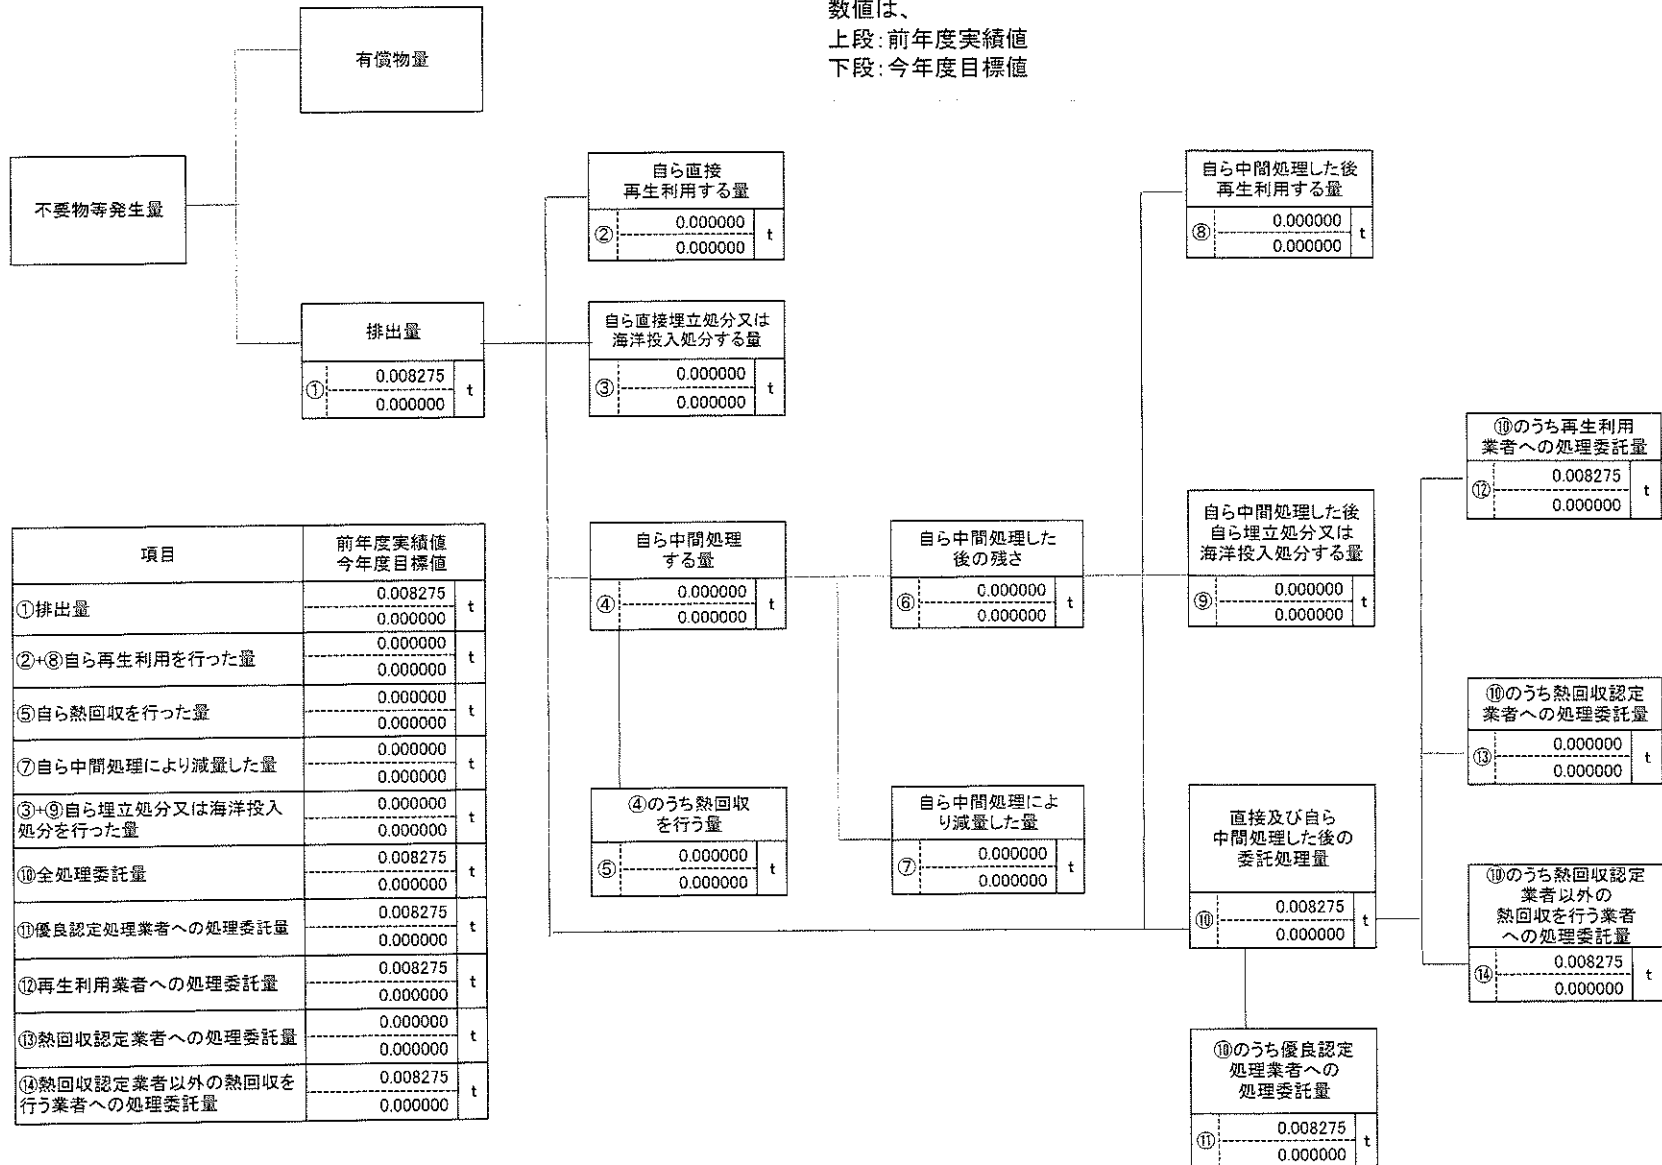 数値は、
上段:前年度実績値
下段:今年度目標値
有償物量
不要物等発生量
排出量
①
0.008275
0.000000
t
自ら直接
再生利用する量
②
0.000000
0.000000
t
自ら直接埋立処分又は
海洋投入処分する量
③
0.000000
0.000000
t
自ら中間処理
する量
④
0.000000
0.000000
t
④のうち熱回収
を行う量
⑤
0.000000
0.000000
t
自ら中間処理した
後の残さ
⑥
0.000000
0.000000
t
自ら中間処理によ
り減量した量
⑦
0.000000
0.000000
t
自ら中間処理した後
再生利用する量
⑧
0.000000
0.000000
t
自ら中間処理した後
自ら埋立処分又は
海洋投入処分する量
⑨
0.000000
0.000000
t
直接及び自ら
中間処理した後の
委託処理量
⑩
0.008275
0.000000
t
⑩のうち優良認定
処理業者への
処理委託量
⑪
0.008275
0.000000
t
⑩のうち再生利用
業者への処理委託量
⑫
0.008275
0.000000
t
⑩のうち熱回収認定
業者への処理委託量
⑬
0.000000
0.000000
t
⑩のうち熱回収認定
業者以外の
熱回収を行う業者
への処理委託量
⑭
0.008275
0.000000
t
項目
前年度実績値
今年度目標値
①排出量
0.008275
0.000000
t
②+⑧自ら再生利用を行った量
0.000000
0.000000
t
⑤自ら熱回収を行った量
0.000000
0.000000
t
⑦自ら中間処理により減量した量
0.000000
0.000000
t
③+⑨自ら埋立処分又は海洋投入
処分を行った量
0.000000
0.000000
t
⑩全処理委託量
0.008275
0.000000
t
⑪優良認定処理業者への処理委託量
0.008275
0.000000
t
⑫再生利用業者への処理委託量
0.008275
0.000000
t
⑬熱回収認定業者への処理委託量
0.000000
0.000000
t
⑭熱回収認定業者以外の熱回収を
行う業者への処理委託量
0.008275
0.000000
t